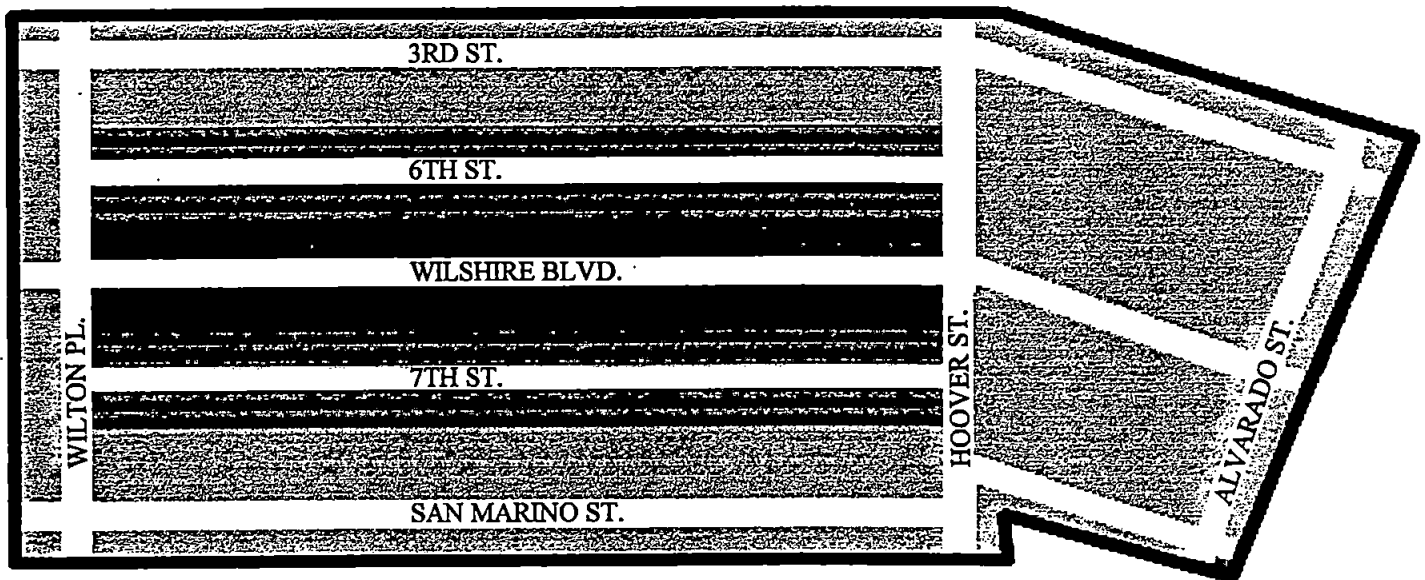 3RD ST.
6TH ST.
WILSHIRE BLVD.
WILTON PL.
7TH ST.
HOOVER ST.
ALVARADO ST.
SAN MARINO ST.